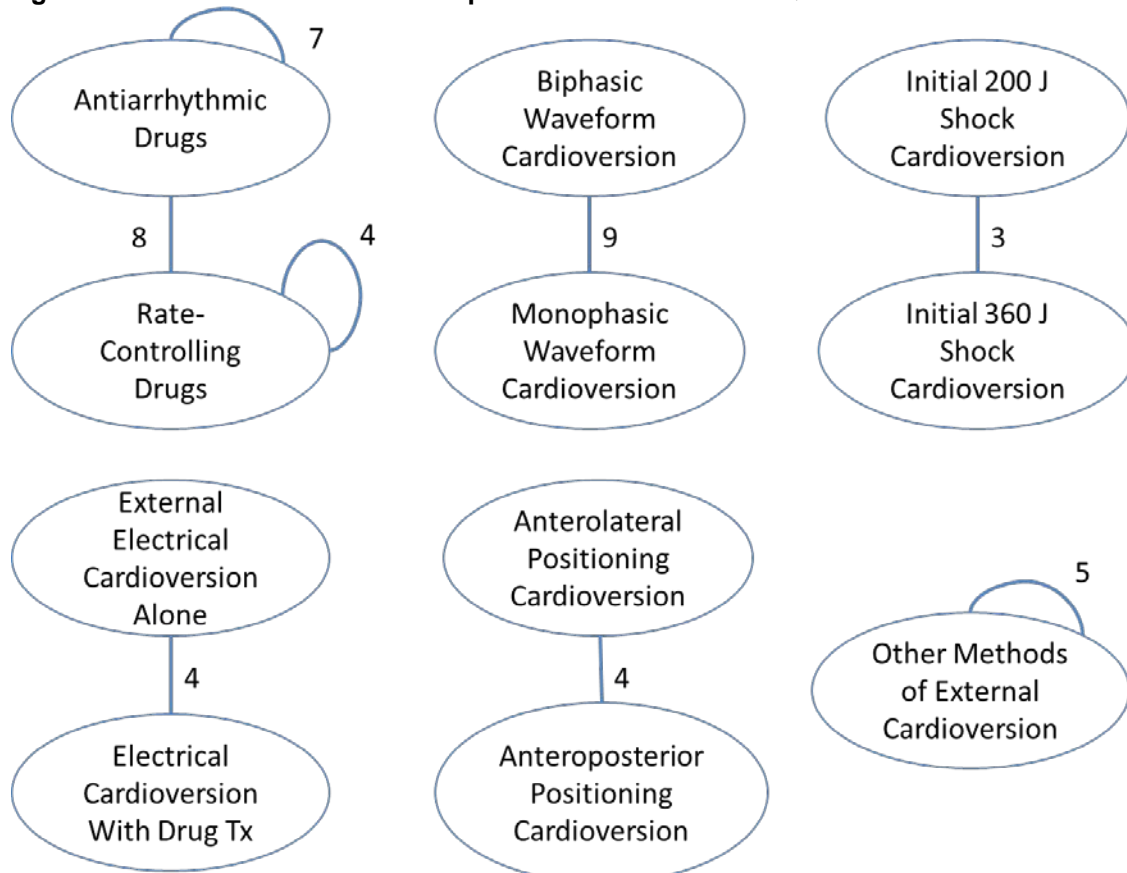 7
Antiarrhythmic
Drugs
8
4
Rate-
Controlling
Drugs
Biphasic
Waveform
Cardioversion
9
Monophasic
Waveform
Cardioversion
Initial 200 J
Shock
Cardioversion
3
Initial 360 J
Shock
Cardioversion
External
Electrical
Cardioversion
Alone
4
Electrical
Cardioversion
With Drug Tx
Anterolateral
Positioning
Cardioversion
4
Anteroposterior
Positioning
Cardioversion
5
Other Methods
of External
Cardioversion